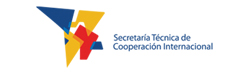 Secretaría Técnica de
Cooperación Internacional